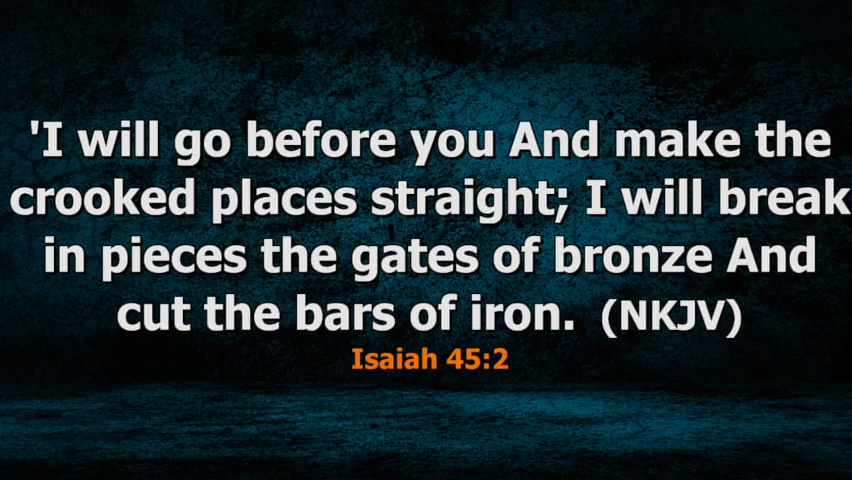 'I will go before you And make the
crooked places straight; I will break
in pieces the gates of bronze And
cut the bars of iron. (NKJV)
Isaiah 45:2